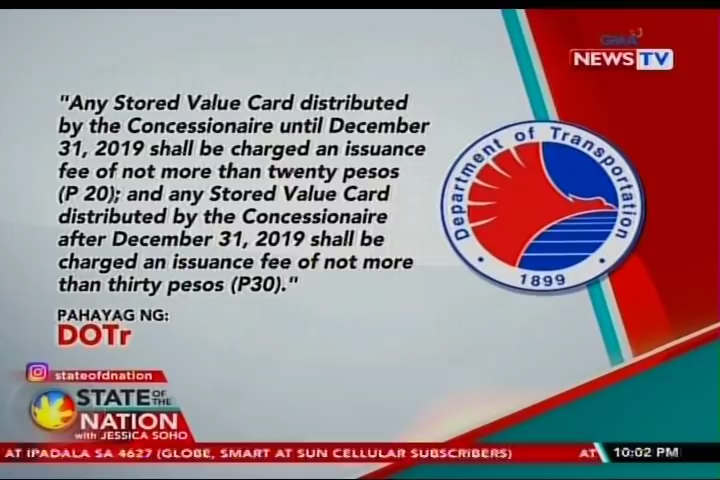 GMA
NEWS TV
"Any Stored Value Card distributed
by the Concessionaire until December
31, 2019 shall be charged an issuance
fee of not more than twenty pesos
(P 20); and any Stored Value Card
distributed by the Concessionaire
after December 31, 2019 shall be
charged an issuance fee of not more
than thirty pesos (P30)."
Department of Transportation
1899
PAHAYAG NG:
DOTr
stateofdnation
STATE OF THE
NATION
with JESSICA SOHO
AT IPADALA SA 4627 (GLOBE, SMART AT SUN CELLULAR SUBSCRIBERS)
AT
10:02 PM